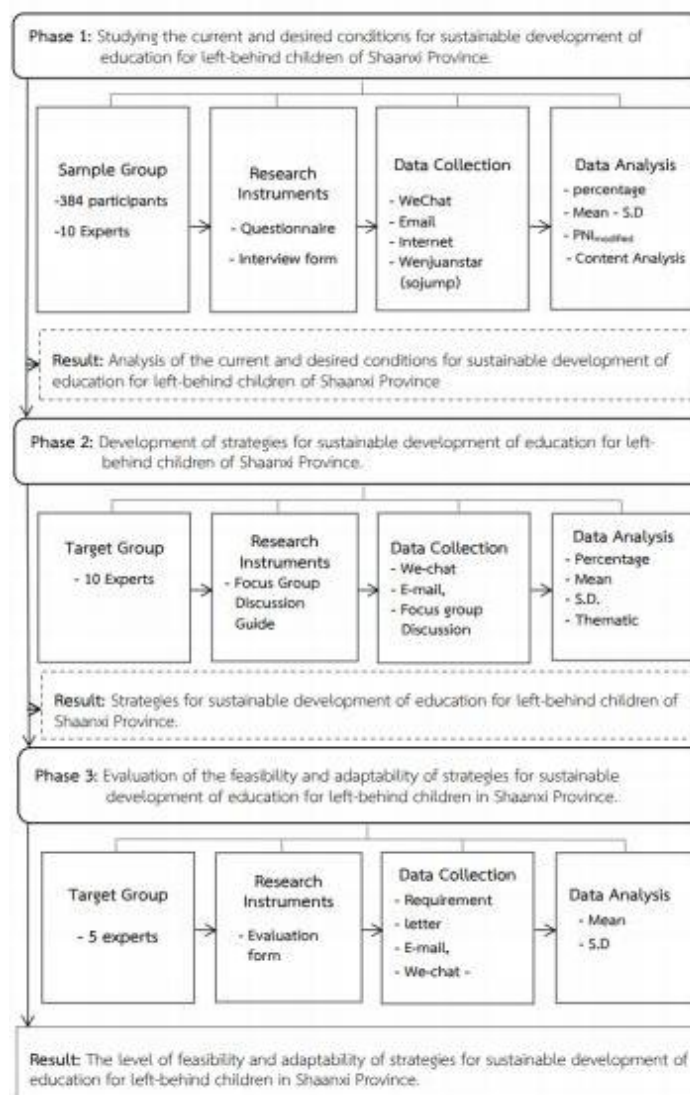 Phase 1: Studying the current and desired conditions for sustainable development of
education for left-behind children of Shaanxi Province.
Sample Group
-384 participants
-10 Experts
Research
Instruments
- Questionnaire
- Interview form
Data Collection
- WeChat
- Email
- Internet
- Wenjuanstar
(sojump)
Data Analysis
- percentage
- Mean - S.D
- PNImodified
- Content Analysis
Result: Analysis of the current and desired conditions for sustainable development of
education for left-behind children of Shaanxi Province
Phase 2: Development of strategies for sustainable development of education for left-
behind children of Shaanxi Province.
Target Group
- 10 Experts
Research
Instruments
- Focus Group
Discussion
Guide
Data Collection
- We-chat
- E-mail,
- Focus group
Discussion
Data Analysis
- Percentage
- Mean
- S.D.
- Thematic
Result: Strategies for sustainable development of education for left-behind children of
Shaanxi Province.
Phase 3: Evaluation of the feasibility and adaptability of strategies for sustainable
development of education for left-behind children in Shaanxi Province.
Target Group
- 5 experts
Research
Instruments
- Evaluation
form
Data Collection
- Requirement
- letter
- E-mail,
- We-chat -
Data Analysis
- Mean
- S.D
Result: The level of feasibility and adaptability of strategies for sustainable development of
education for left-behind children in Shaanxi Province.